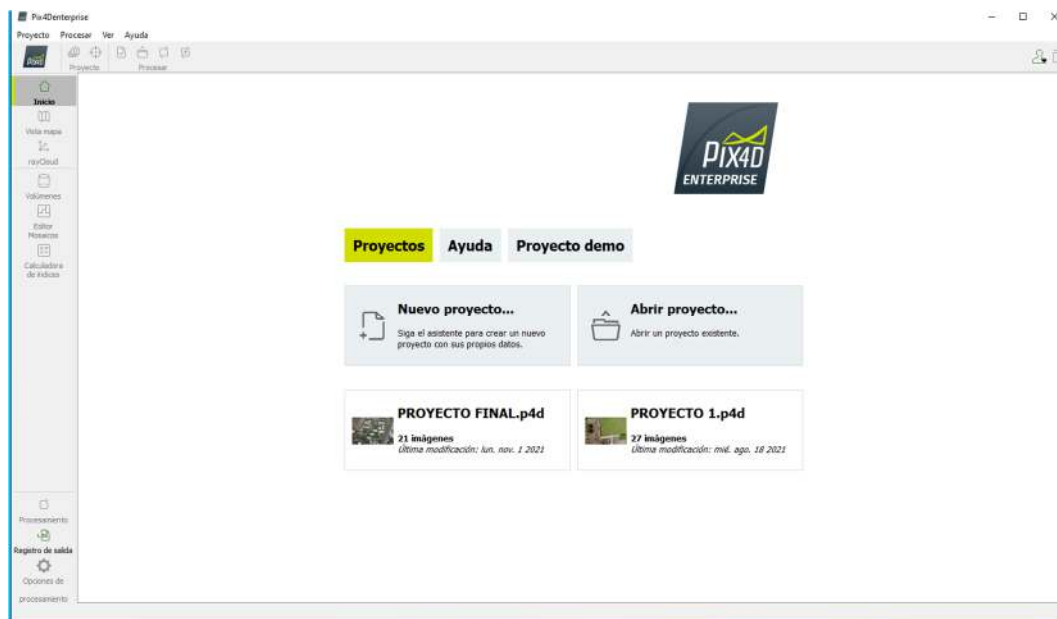 Pix4Denterprise
Proyecto Procesar Ver Ayuda
Proyecto Procesar
Inicio
Vista mapa
rayCloud
Volúmenes
Editor
Mosaicos
Calculadora
de índices
PIX4D
ENTERPRISE
Proyectos Ayuda Proyecto demo
Nuevo proyecto...
Siga el asistente para crear un nuevo
proyecto con sus propios datos.
Abrir proyecto...
Abrir un proyecto existente.
PROYECTO FINAL.p4d
21 imágenes
Última modificación: lun. nov. 1 2021
PROYECTO 1.p4d
27 imágenes
Última modificación: mié. ago. 18 2021
Procesamiento
Registro de salida
Opciones de
procesamiento